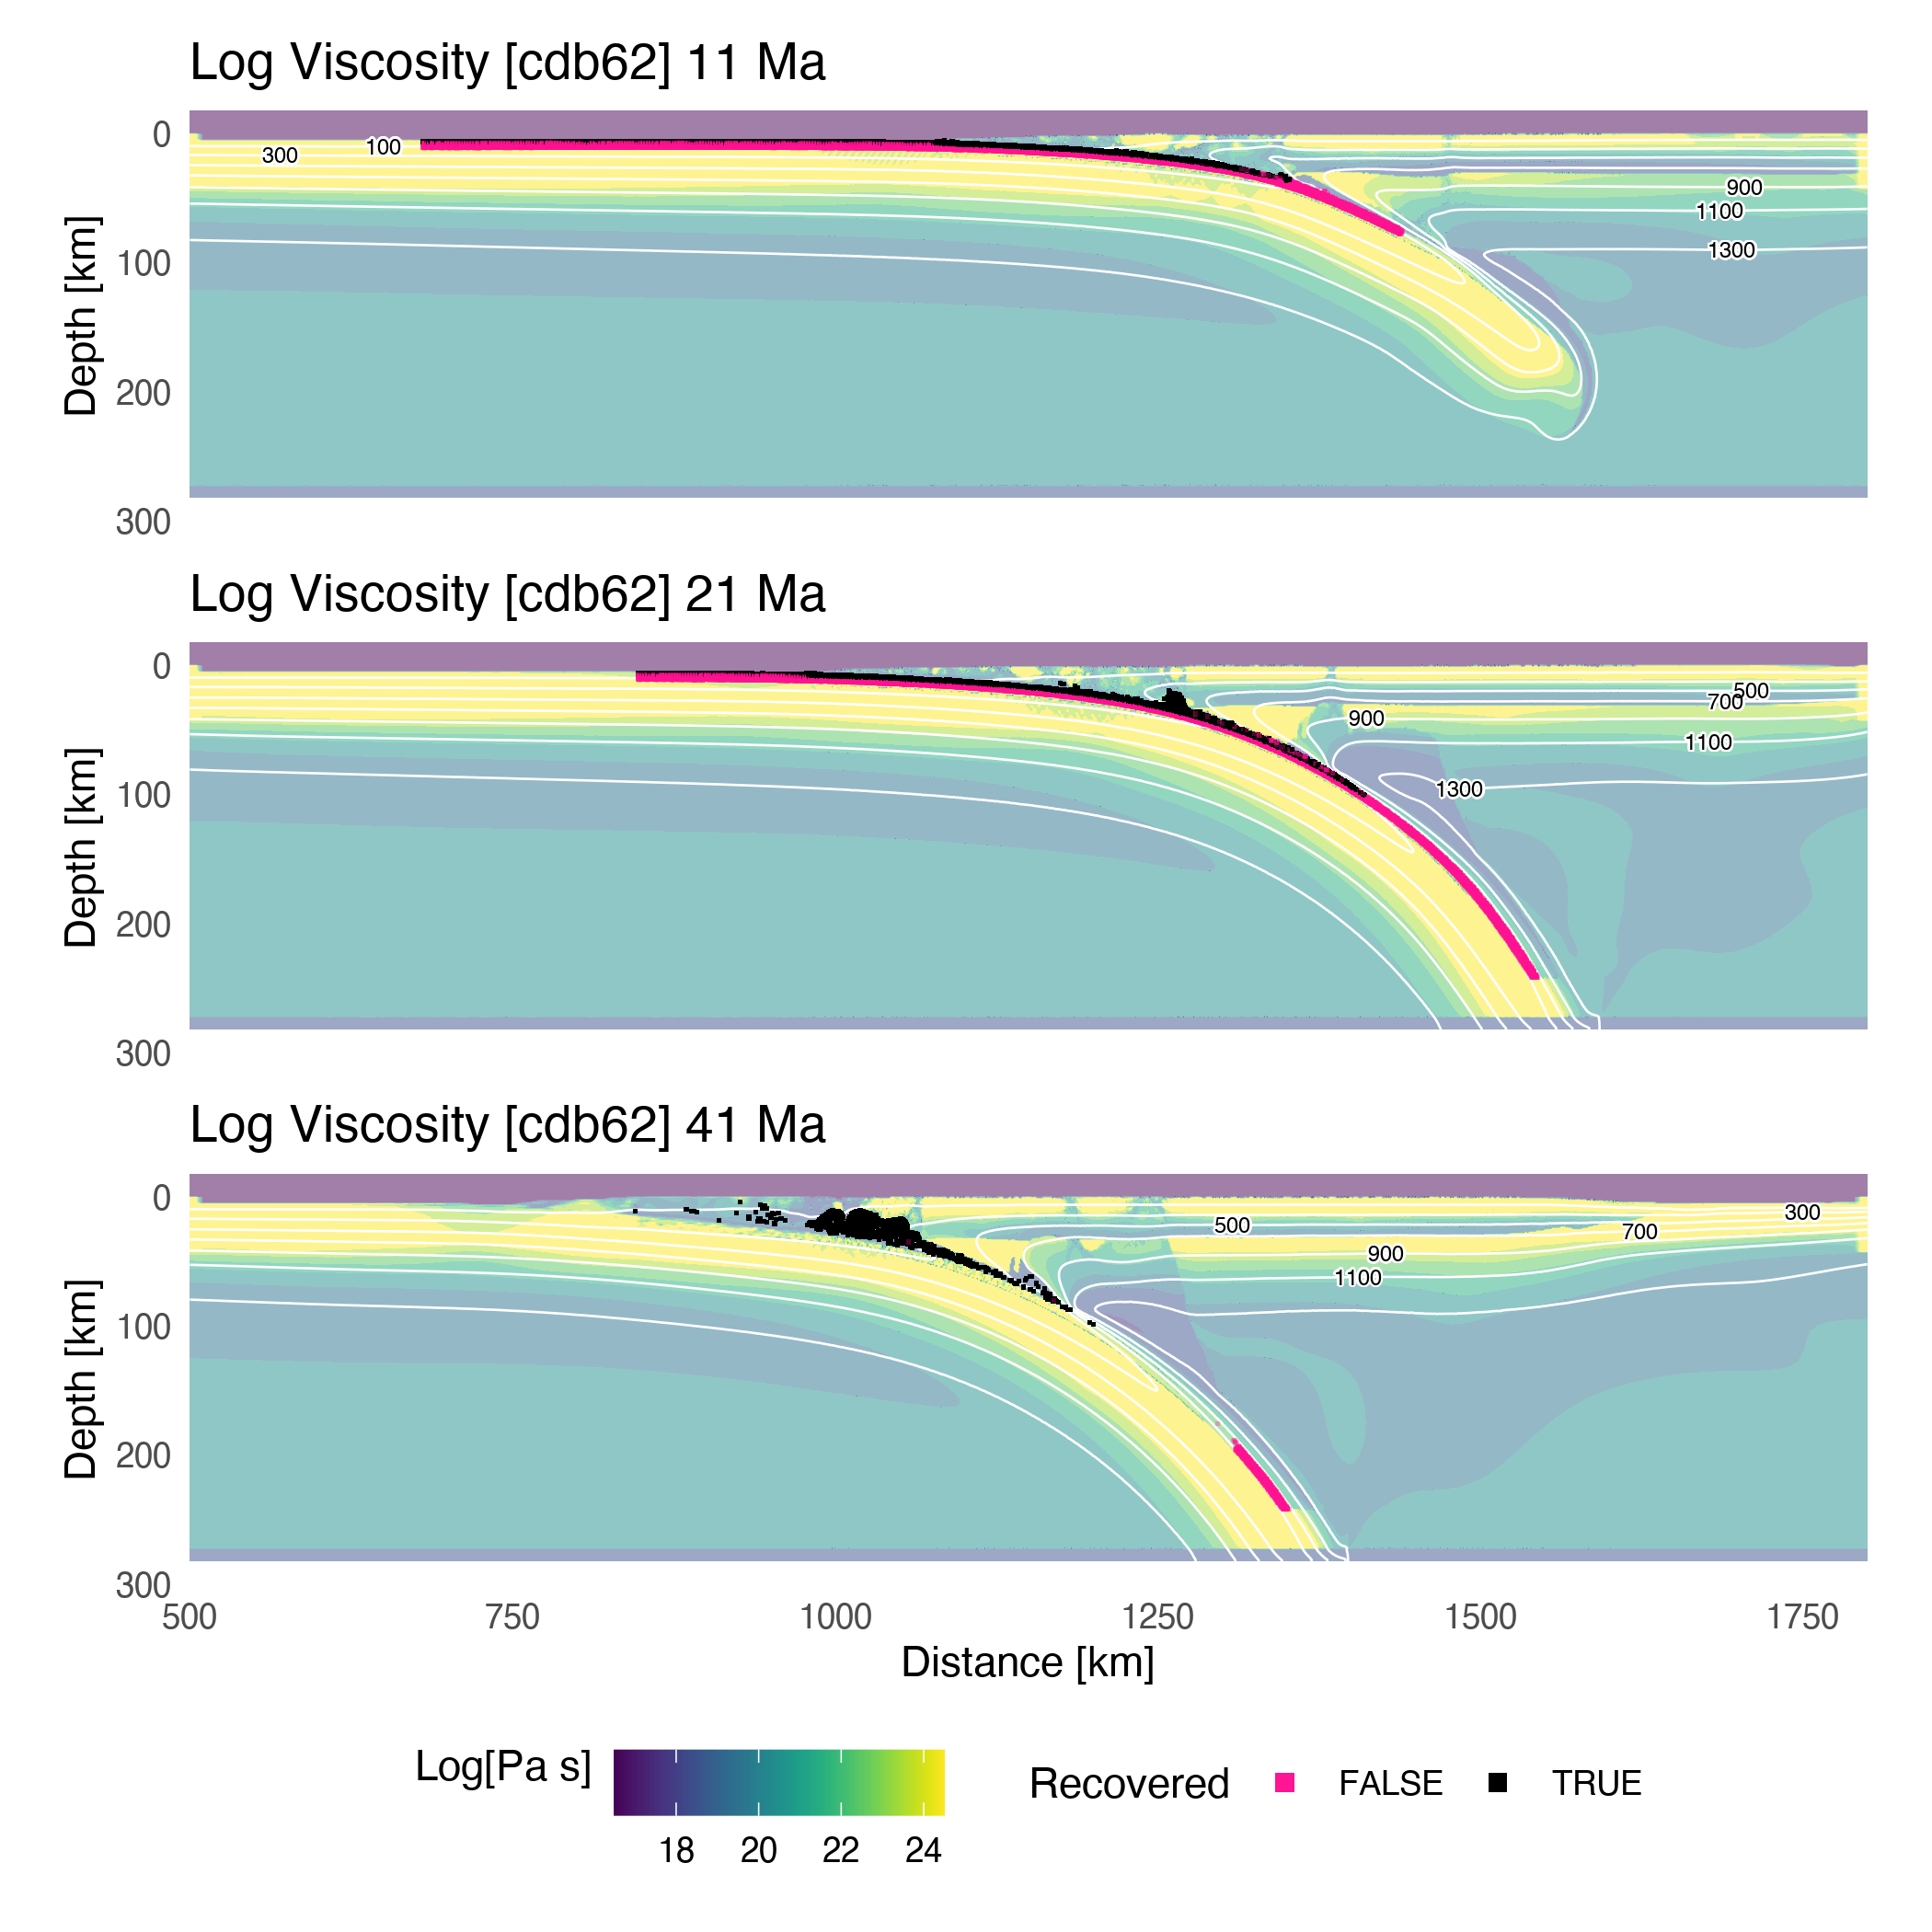 Log Viscosity [cdb62] 11 Ma
0
100
200
300
Depth [km]
300
100
900
1100
1300
Log Viscosity [cdb62] 21 Ma
0
100
200
300
Depth [km]
500
700
900
1100
1300
Log Viscosity [cdb62] 41 Ma
0
100
200
300
Depth [km]
300
500
700
900
1100
500 750 1000 1250 1500 1750
Distance [km]
Log[Pa s]
18 20 22 24
Recovered FALSE TRUE